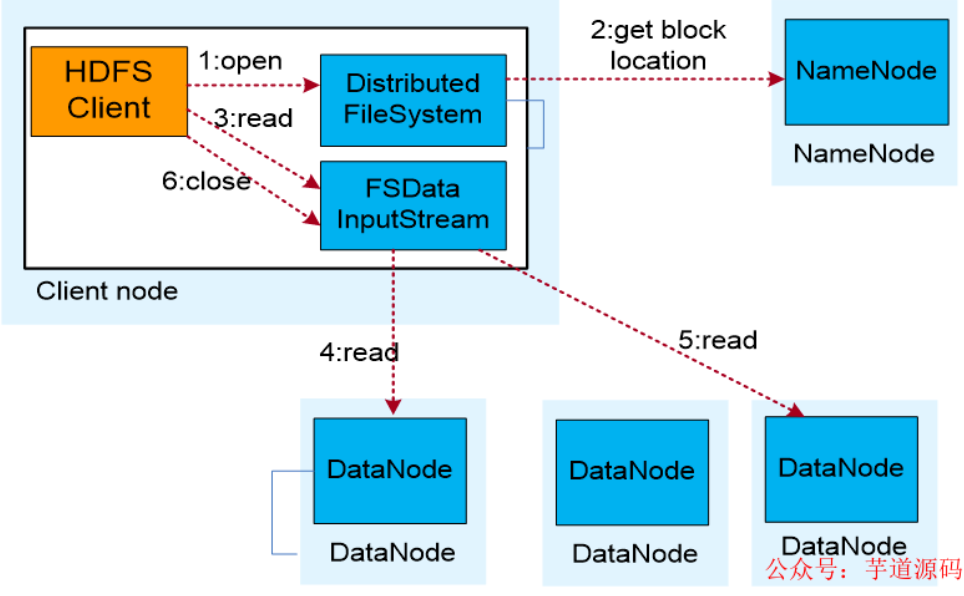 HDFS
Client
1:open
Distributed
FileSystem
2:get block
location
NameNode
NameNode
3:read
6:close
FSData
InputStream
Client node
4:read
5:read
DataNode
DataNode
DataNode
DataNode
DataNode
DataNode
公众号：芋道源码